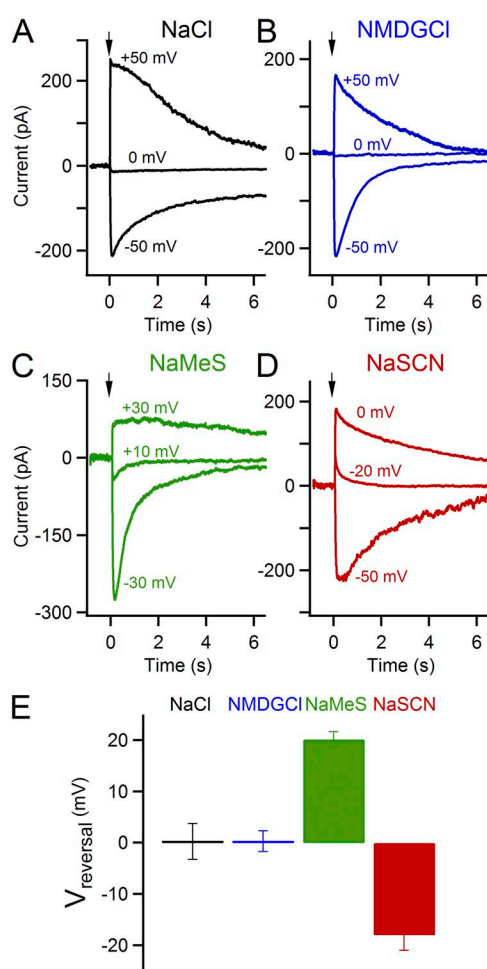 A NaCl
+50 mV
0 mV
-50 mV
Current (pA)
200
0
-200
0 2 4 6
Time (s)
B NMDGCl
+50 mV
0 mV
-50 mV
200
100
0
-100
-200
0 2 4 6
Time (s)
C NaMeS
+30 mV
+10 mV
-30 mV
Current (pA)
150
0
-150
-300
0 2 4 6
Time (s)
D NaSCN
0 mV
-20 mV
-50 mV
200
0
-200
0 2 4 6
Time (s)
E
NaCl NMDGCl NaMeS NaSCN
Vreversal (mV)
20
10
0
-10
-20